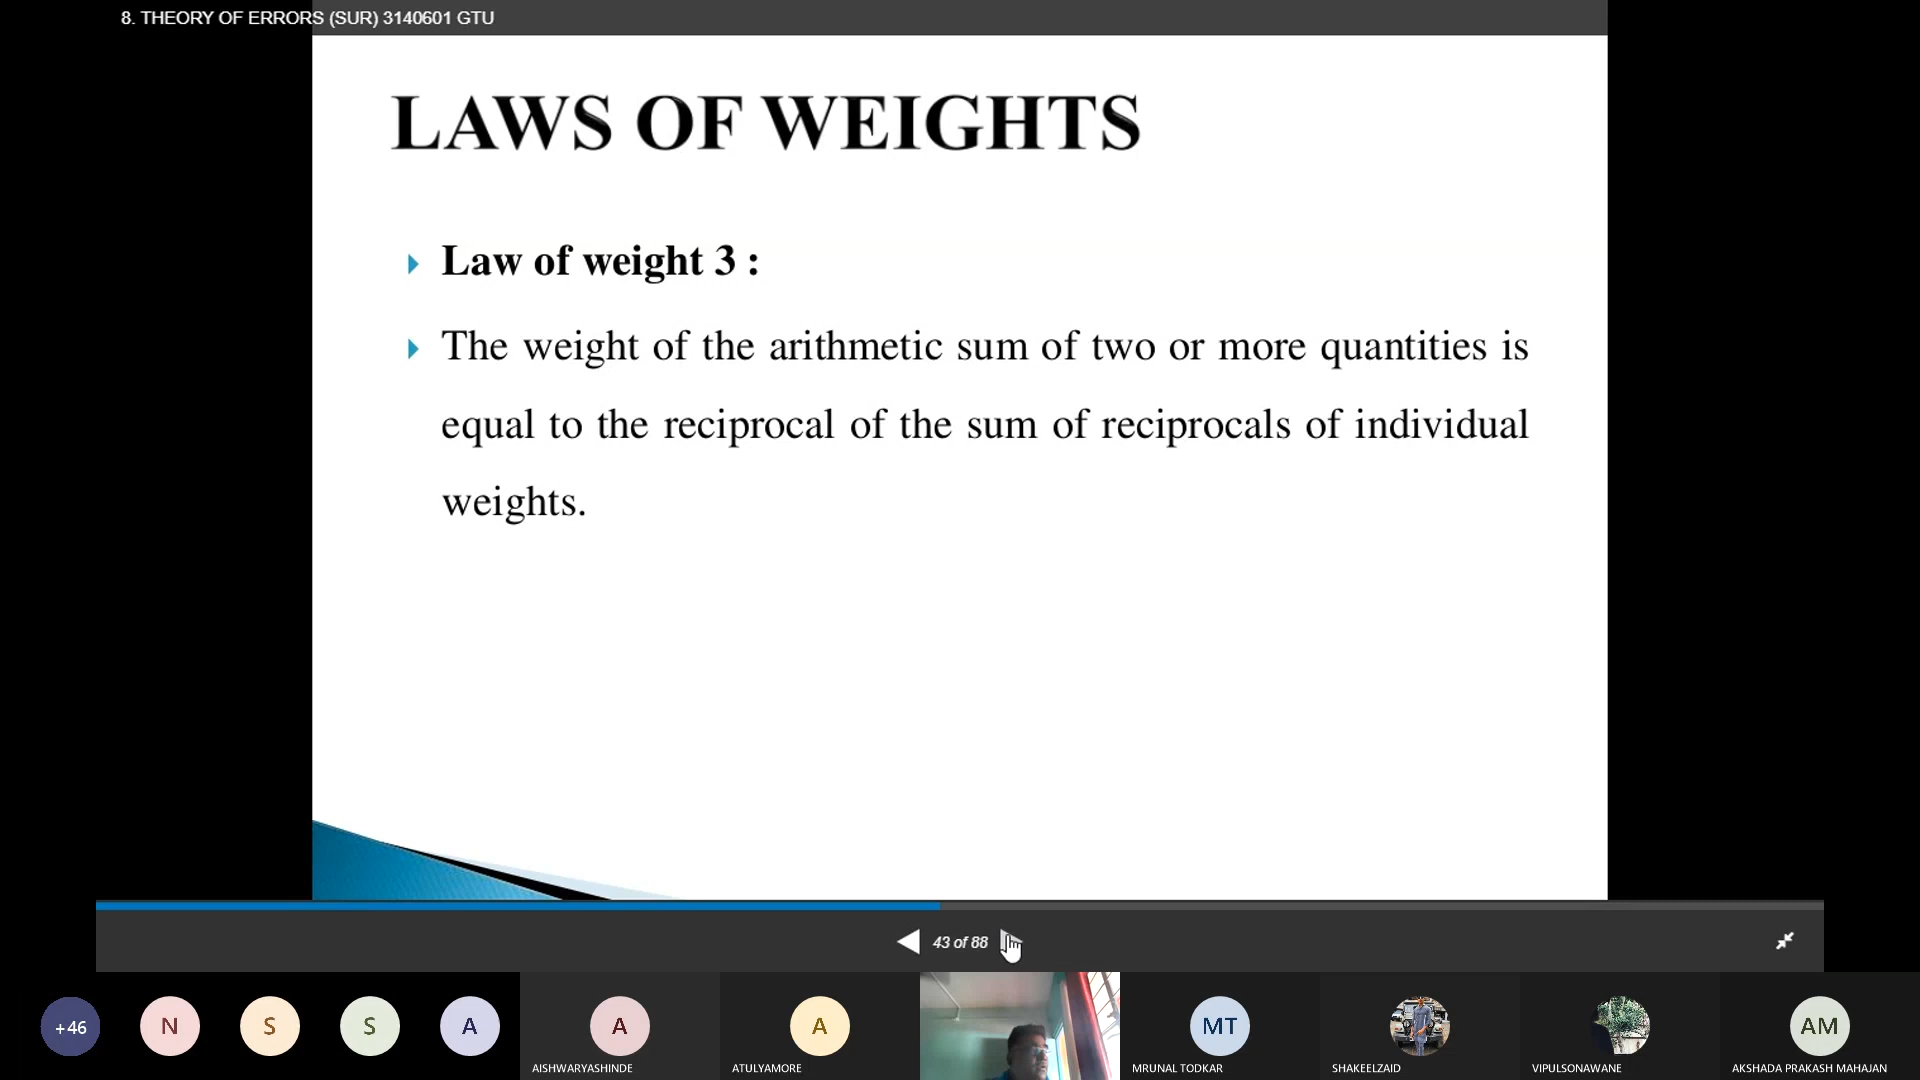 8. THEORY OF ERRORS (SUR) 3140601 GTU
LAWS OF WEIGHTS
Law of weight 3 :
The weight of the arithmetic sum of two or more quantities is
equal to the reciprocal of the sum of reciprocals of individual
weights.
43 of 88
+46
N
S
S
A
A
A
MT
AM
AISHWARYASHINDE
ATULYAMORE
MRUNAL TODKAR
SHAKEELZAID
VIPULSONAWANE
AKSHADA PRAKASH MAHAJAN